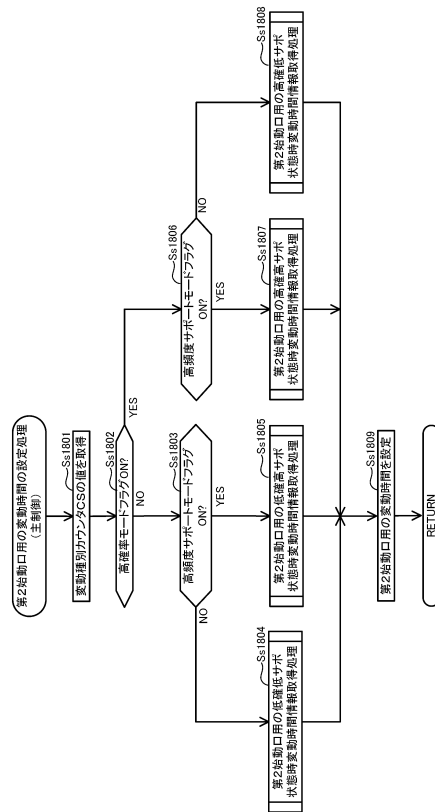 第2始動口用の変動時間の設定処理
(主制御)
Ss1801
変動種別カウンタCSの値を取得
Ss1802
高確率モードフラグON?
YES
NO
Ss1803
高頻度サポートモードフラグ
ON?
NO
YES
Ss1806
高頻度サポートモードフラグ
ON?
NO
YES
Ss1804
第2始動口用の低確低サポ
状態時変動時間情報取得処理
Ss1805
第2始動口用の低確高サポ
状態時変動時間情報取得処理
Ss1807
第2始動口用の高確高サポ
状態時変動時間情報取得処理
Ss1808
第2始動口用の高確低サポ
状態時変動時間情報取得処理
Ss1809
第2始動口用の変動時間を設定
RETURN